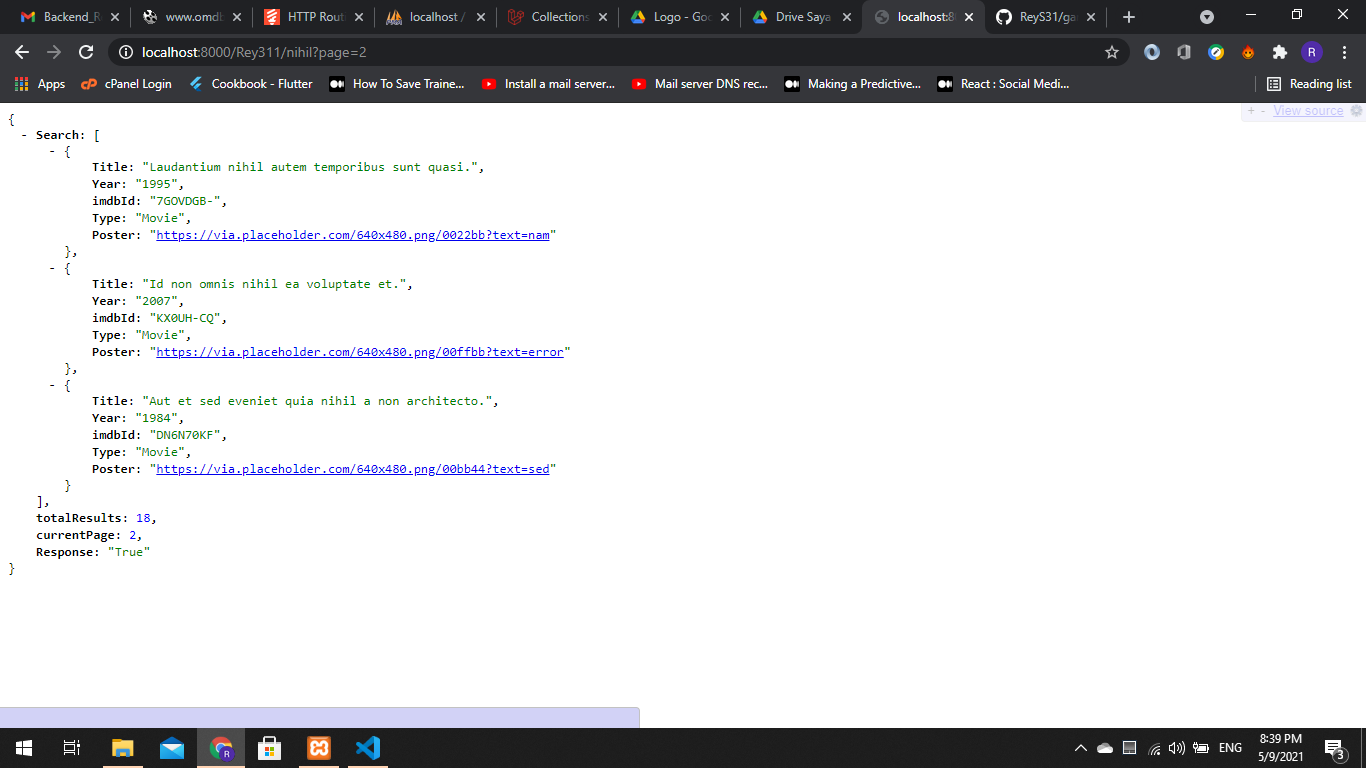 Backend_R
www.omdb
HTTP Rout
localhost /
Collections
Logo - Goo
Drive Saya
localhost:8
ReyS31/ga
localhost:8000/Rey311/nihil?page=2
R
Apps
cPanel Login
Cookbook - Flutter
How To Save Traine...
Install a mail server...
Mail server DNS rec...
Making a Predictive...
React : Social Medi...
Reading list
+ - View source
{
- Search: [
- {
Title: "Laudantium nihil autem temporibus sunt quasi.",
Year: "1995",
imdbId: "7GOVDGB-",
Type: "Movie",
Poster: "https://via.placeholder.com/640x480.png/0022bb?text=nam"
},
- {
Title: "Id non omnis nihil ea voluptate et.",
Year: "2007",
imdbId: "KX0UH-CQ",
Type: "Movie",
Poster: "https://via.placeholder.com/640x480.png/00ffbb?text=error"
},
- {
Title: "Aut et sed eveniet quia nihil a non architecto.",
Year: "1984",
imdbId: "DN6N70KF",
Type: "Movie",
Poster: "https://via.placeholder.com/640x480.png/00bb44?text=sed"
}
],
totalResults: 18,
currentPage: 2,
Response: "True"
}
R
ENG
8:39 PM
5/9/2021
3